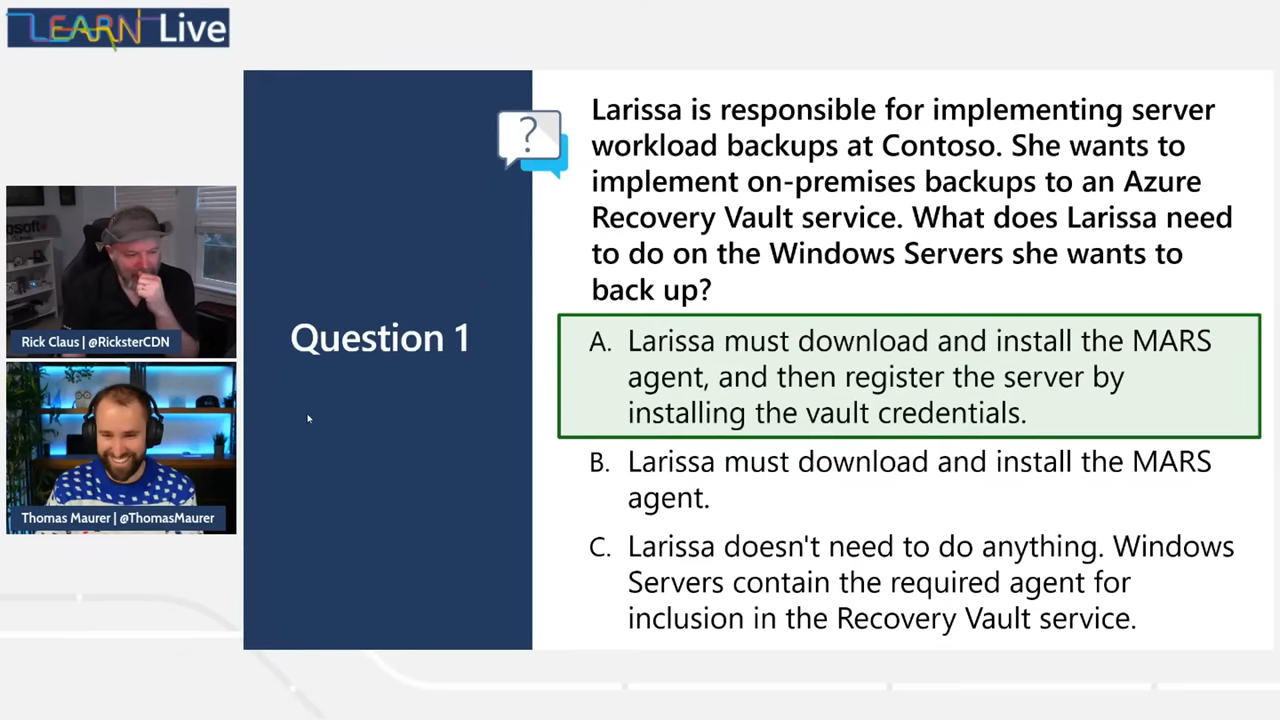 LEARN Live
Larissa is responsible for implementing server
workload backups at Contoso. She wants to
implement on-premises backups to an Azure
Recovery Vault service. What does Larissa need
to do on the Windows Servers she wants to
back up?
?
Question 1
A. Larissa must download and install the MARS
agent, and then register the server by
installing the vault credentials.
B. Larissa must download and install the MARS
agent.
C. Larissa doesn't need to do anything. Windows
Servers contain the required agent for
inclusion in the Recovery Vault service.
Rick Claus | @RicksterCDN
Thomas Maurer | @ThomasMaurer